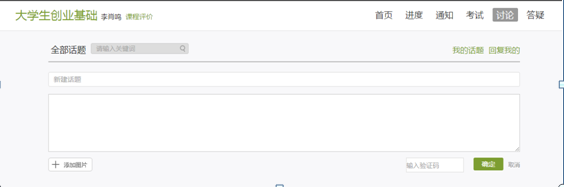 大学生创业基础 李肖鸣 课程评价
首页 进度 通知 考试 讨论 答疑
全部话题 请输入关键词
我的话题 回复我的
新建话题
添加图片
输入验证码 确定 取消